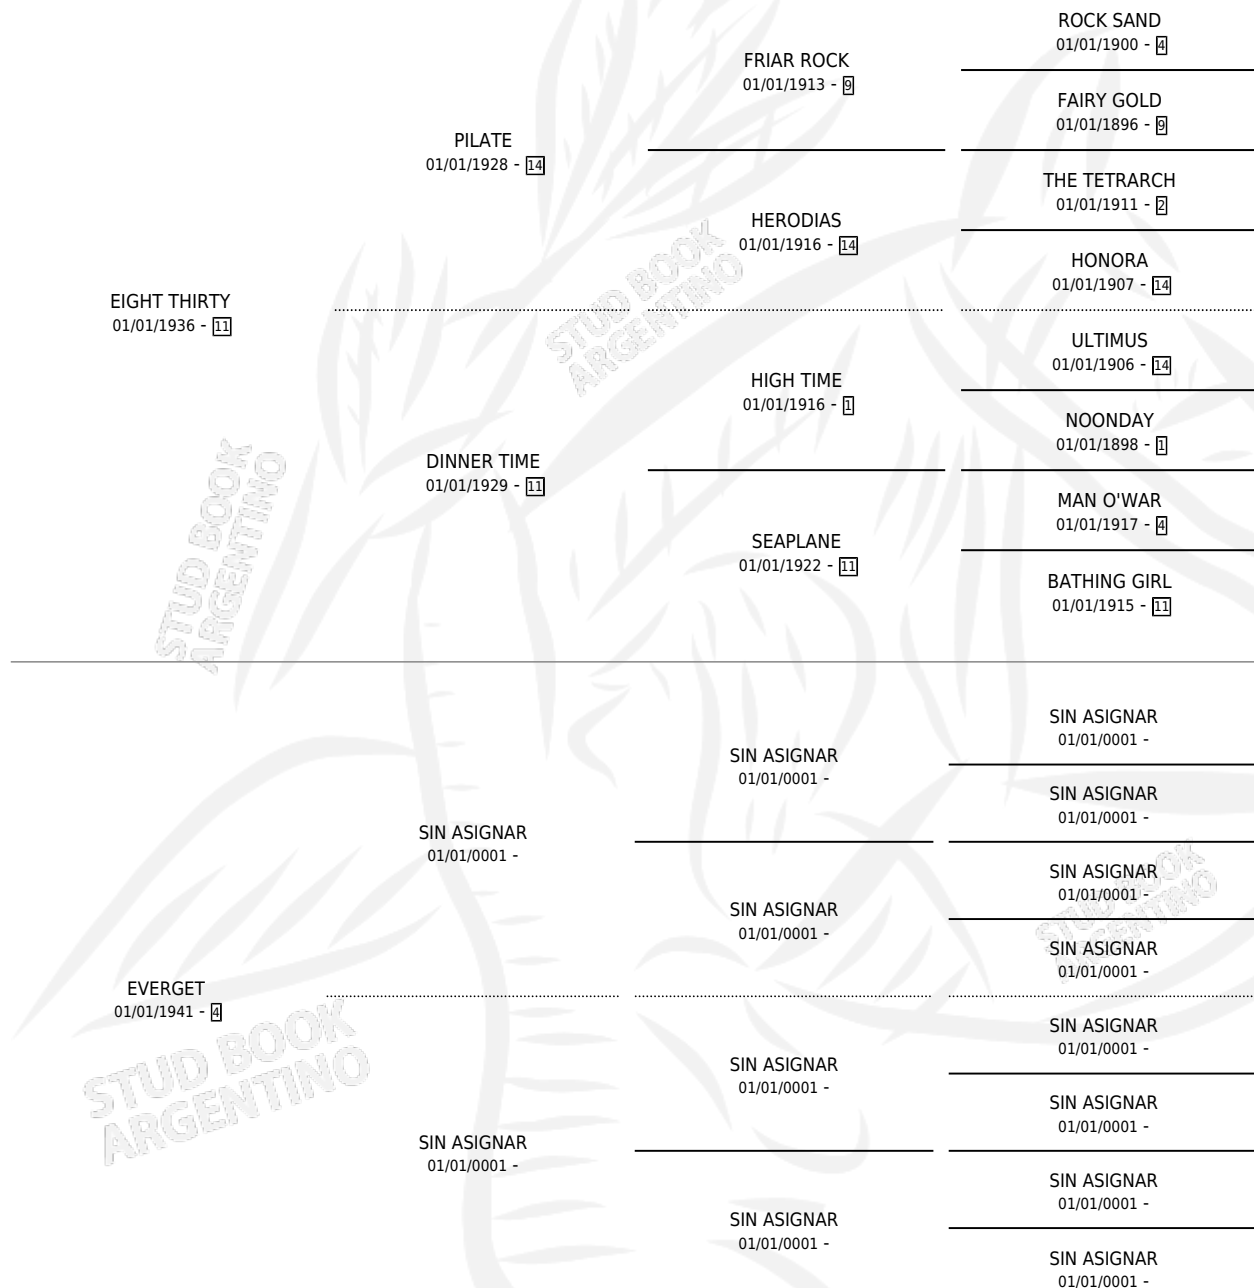 ROCK SAND
01/01/1900 - 4
FRIAR ROCK
01/01/1913 - 9
FAIRY GOLD
01/01/1896 - 9
PILATE
01/01/1928 - 14
THE TETRARCH
01/01/1911 - 2
HERODIAS
01/01/1916 - 14
HONORA
01/01/1907 - 14
EIGHT THIRTY
01/01/1936 - 11
ULTIMUS
01/01/1906 - 14
HIGH TIME
01/01/1916 - 1
NOONDAY
01/01/1898 - 1
DINNER TIME
01/01/1929 - 11
MAN O'WAR
01/01/1917 - 4
SEAPLANE
01/01/1922 - 11
BATHING GIRL
01/01/1915 - 11
STUD BOOK
ARGENTINO
STUD BOOK
ARGENTINO
SIN ASIGNAR
01/01/0001 -
SIN ASIGNAR
01/01/0001 -
SIN ASIGNAR
01/01/0001 -
SIN ASIGNAR
01/01/0001 -
SIN ASIGNAR
01/01/0001 -
SIN ASIGNAR
01/01/0001 -
SIN ASIGNAR
01/01/0001 -
EVERGET
01/01/1941 - 4
SIN ASIGNAR
01/01/0001 -
SIN ASIGNAR
01/01/0001 -
SIN ASIGNAR
01/01/0001 -
SIN ASIGNAR
01/01/0001 -
SIN ASIGNAR
01/01/0001 -
SIN ASIGNAR
01/01/0001 -
SIN ASIGNAR
01/01/0001 -
STUD BOOK
ARGENTINO
STUD BOOK
ARGENTINO